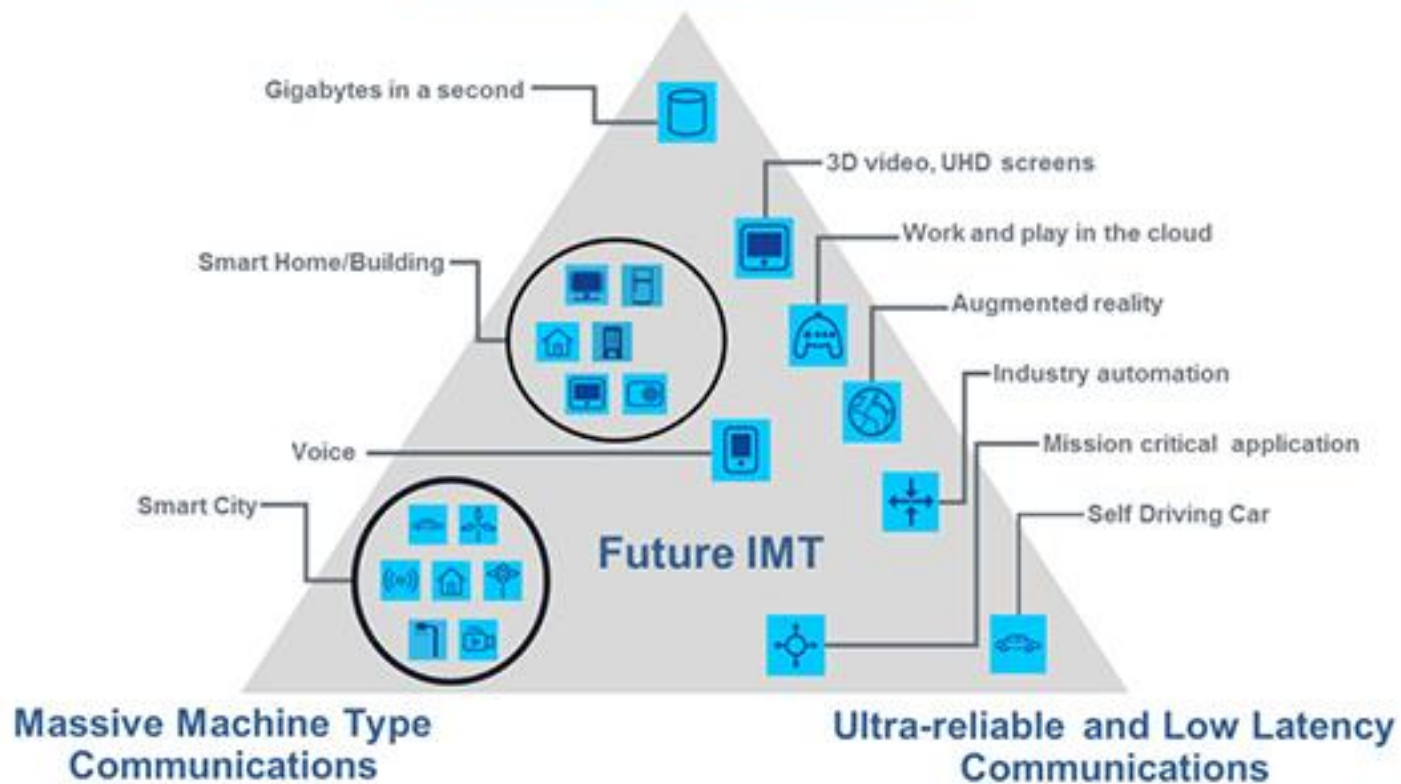 Gigabytes in a second
3D video, UHD screens
Work and play in the cloud
Smart Home/Building
Augmented reality
Industry automation
Mission critical application
Voice
Smart City
Self Driving Car
Future IMT
Massive Machine Type
Communications
Ultra-reliable and Low Latency
Communications